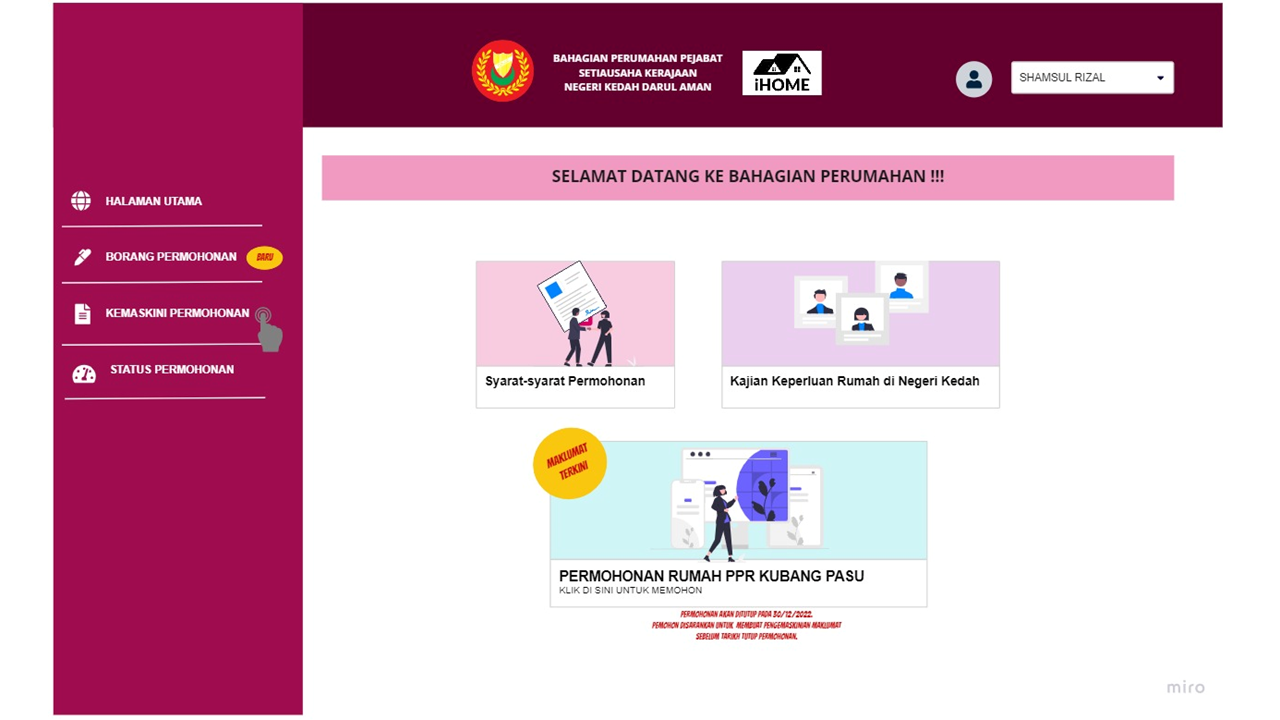 BAHAGIAN PERUMAHAN PEJABAT
SETIAUSAHA KERAJAAN
NEGERI KEDAH DARUL AMAN
iHOME
SHAMSUL RIZAL
SELAMAT DATANG KE BAHAGIAN PERUMAHAN !!!
HALAMAN UTAMA
BORANG PERMOHONAN
BARU
KEMASKINI PERMOHONAN
STATUS PERMOHONAN
Syarat-syarat Permohonan
Kajian Keperluan Rumah di Negeri Kedah
MAKLUMAT
TERKINI
PERMOHONAN RUMAH PPR KUBANG PASU
KLIK DI SINI UNTUK MEMOHON
PERMOHONAN AKAN DITUTUP PADA 30/12/2022.
PEMOHON DISARANKAN UNTUK MEMBUAT PENGEMASKINIAN MAKLUMAT
SEBELUM TARIKH TUTUP PERMOHONAN.
miro